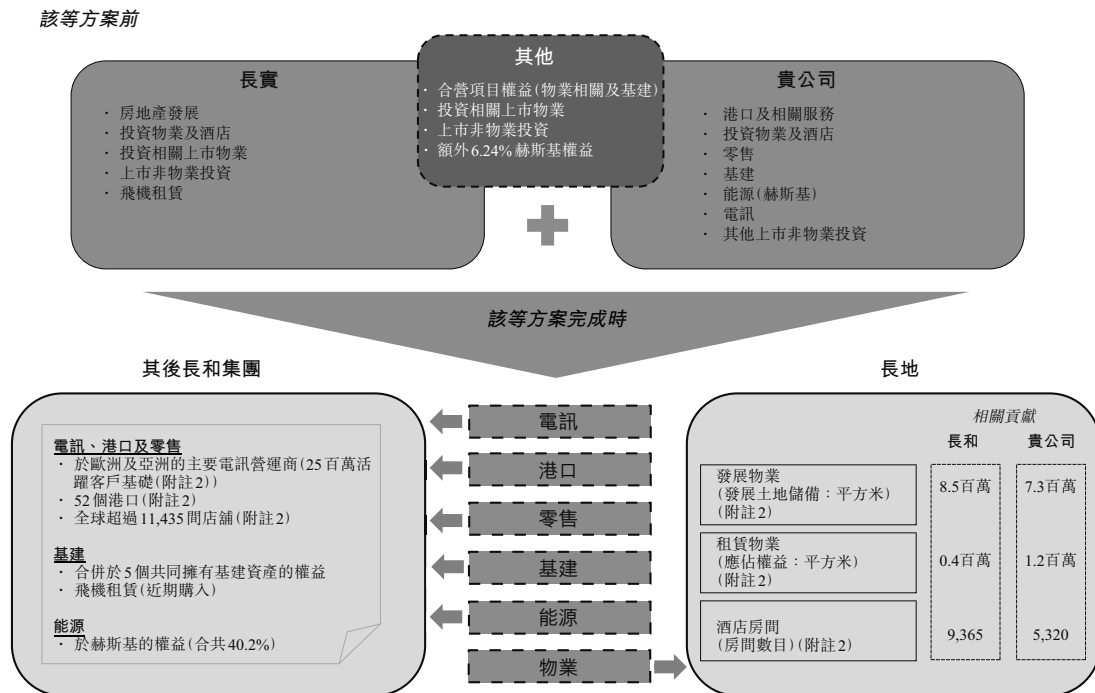 該等方案前
長實
· 房地產發展
· 投資物業及酒店
· 投資相關上市物業
· 上市非物業投資
· 飛機租賃
其他
· 合營項目權益(物業相關及基建)
· 投資相關上市物業
· 上市非物業投資
· 額外6.24%赫斯基權益
貴公司
· 港口及相關服務
· 投資物業及酒店
· 零售
· 基建
· 能源(赫斯基)
· 電訊
· 其他上市非物業投資
該等方案完成時
其後長和集團
電訊、港口及零售
· 於歐洲及亞洲的主要電訊營運商(25百萬活
躍客戶基礎(附註2))
· 52個港口(附註2)
· 全球超過11,435間店舖(附註2)
基建
· 合併於5個共同擁有基建資產的權益
· 飛機租賃(近期購入)
能源
· 於赫斯基的權益(合共40.2%)
電訊
港口
零售
基建
能源
物業
長地
相關貢獻
長和 貴公司
發展物業
(發展土地儲備：平方米) 8.5百萬 7.3百萬
(附註2)
租賃物業
(應佔權益：平方米) 0.4百萬 1.2百萬
(附註2)
酒店房間
(房間數目)(附註2) 9,365 5,320